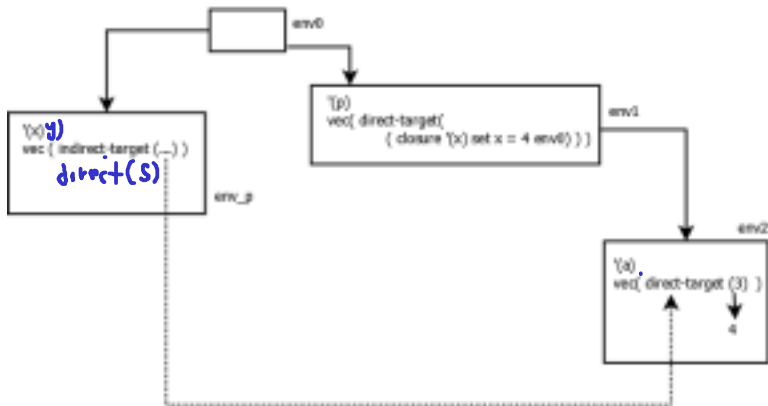 env0
'(p)
vec( direct-target(
( closure '(x) set x = 4 env0) ) )
env1
'(x) y)
vec ( indirect-target (...) )
direct(5)
env_p
env2
'(a)
vec( direct-target (3) )
4